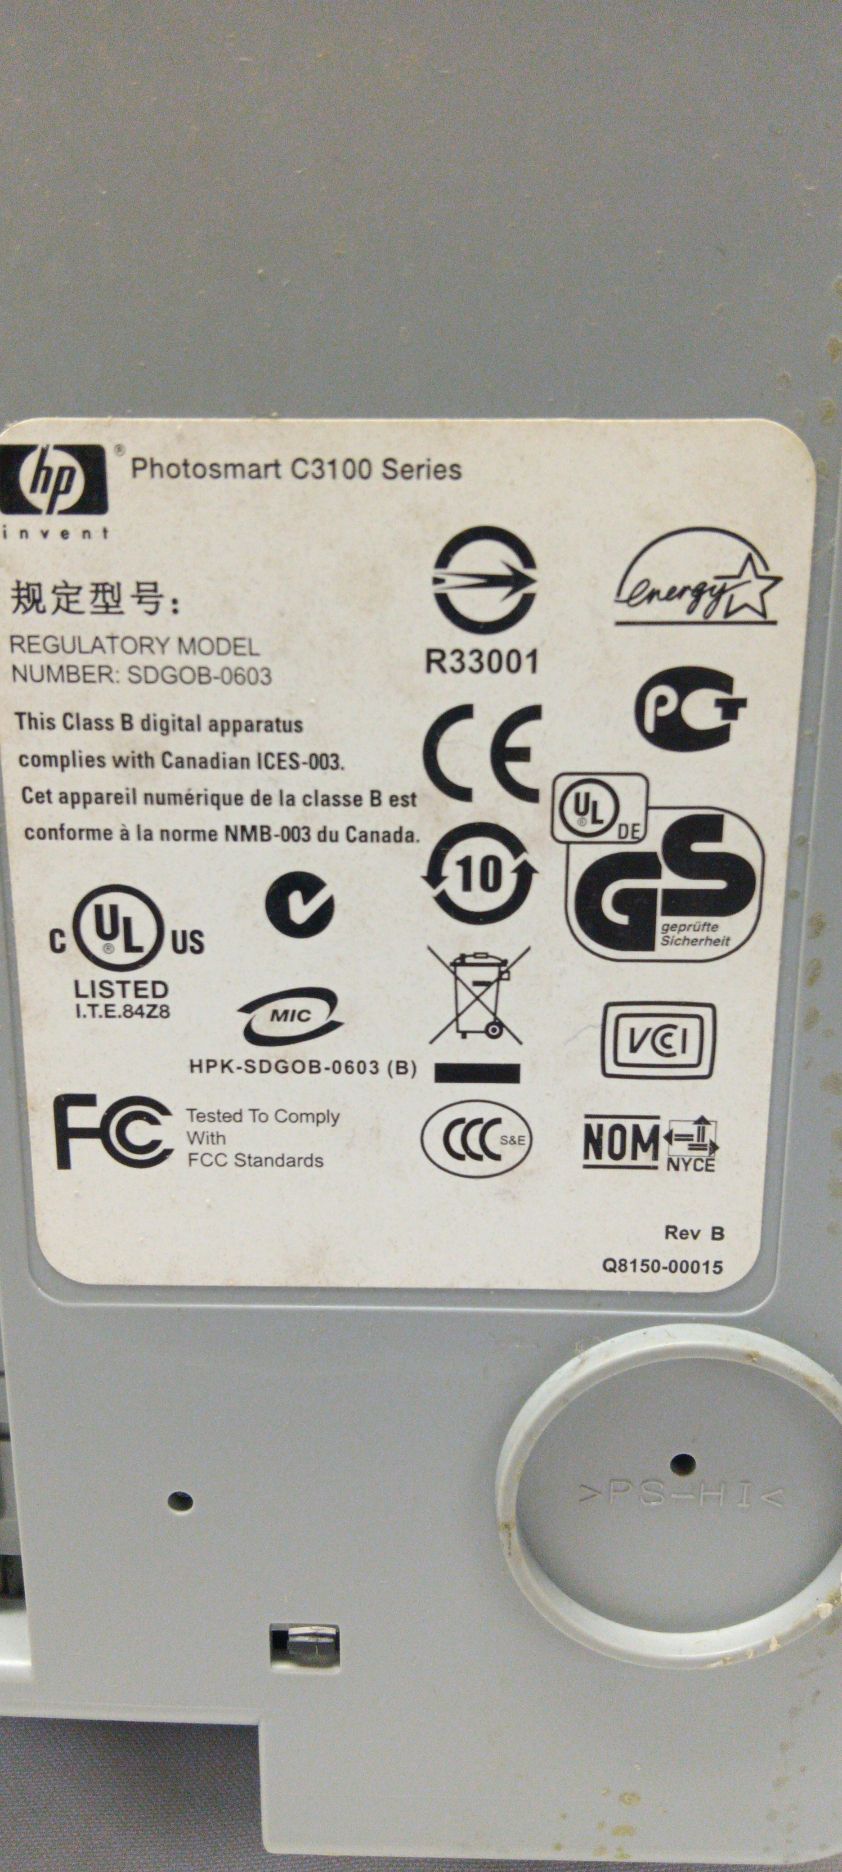 hp
®
invent
Photosmart C3100 Series
规定型号:
REGULATORY MODEL
NUMBER: SDGOB-0603
This Class B digital apparatus
complies with Canadian ICES-003.
Cet appareil numérique de la classe B est
conforme à la norme NMB-003 du Canada.
R33001
energy
CE
PCT
UL
®
DE
GS
geprüfte
Sicherheit
10
C UL US
®
LISTED
I.T.E.84Z8
MIC
HPK-SDGOB-0603 (B)
VCCI
FC Tested To Comply
With
FCC Standards
CCC S&E
NOM
NYCE
Rev B
Q8150-00015
>PS-HI<